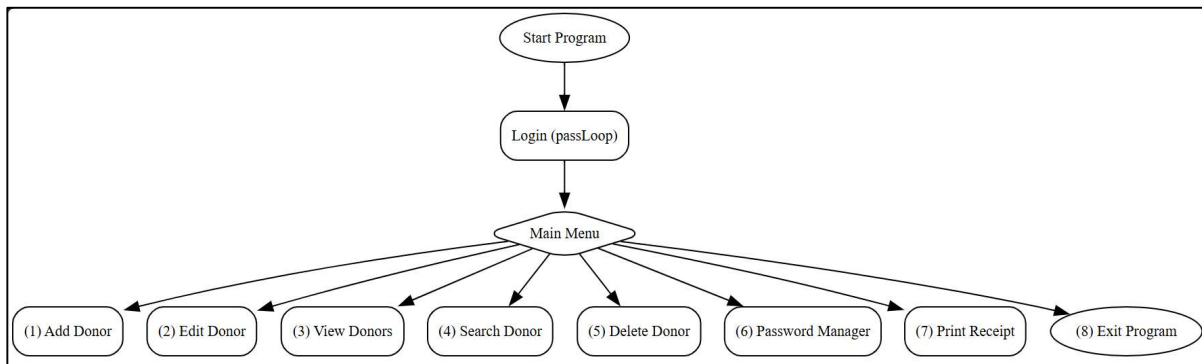 Start Program
Login (passLoop)
Main Menu
(1) Add Donor
(2) Edit Donor
(3) View Donors
(4) Search Donor
(5) Delete Donor
(6) Password Manager
(7) Print Receipt
(8) Exit Program